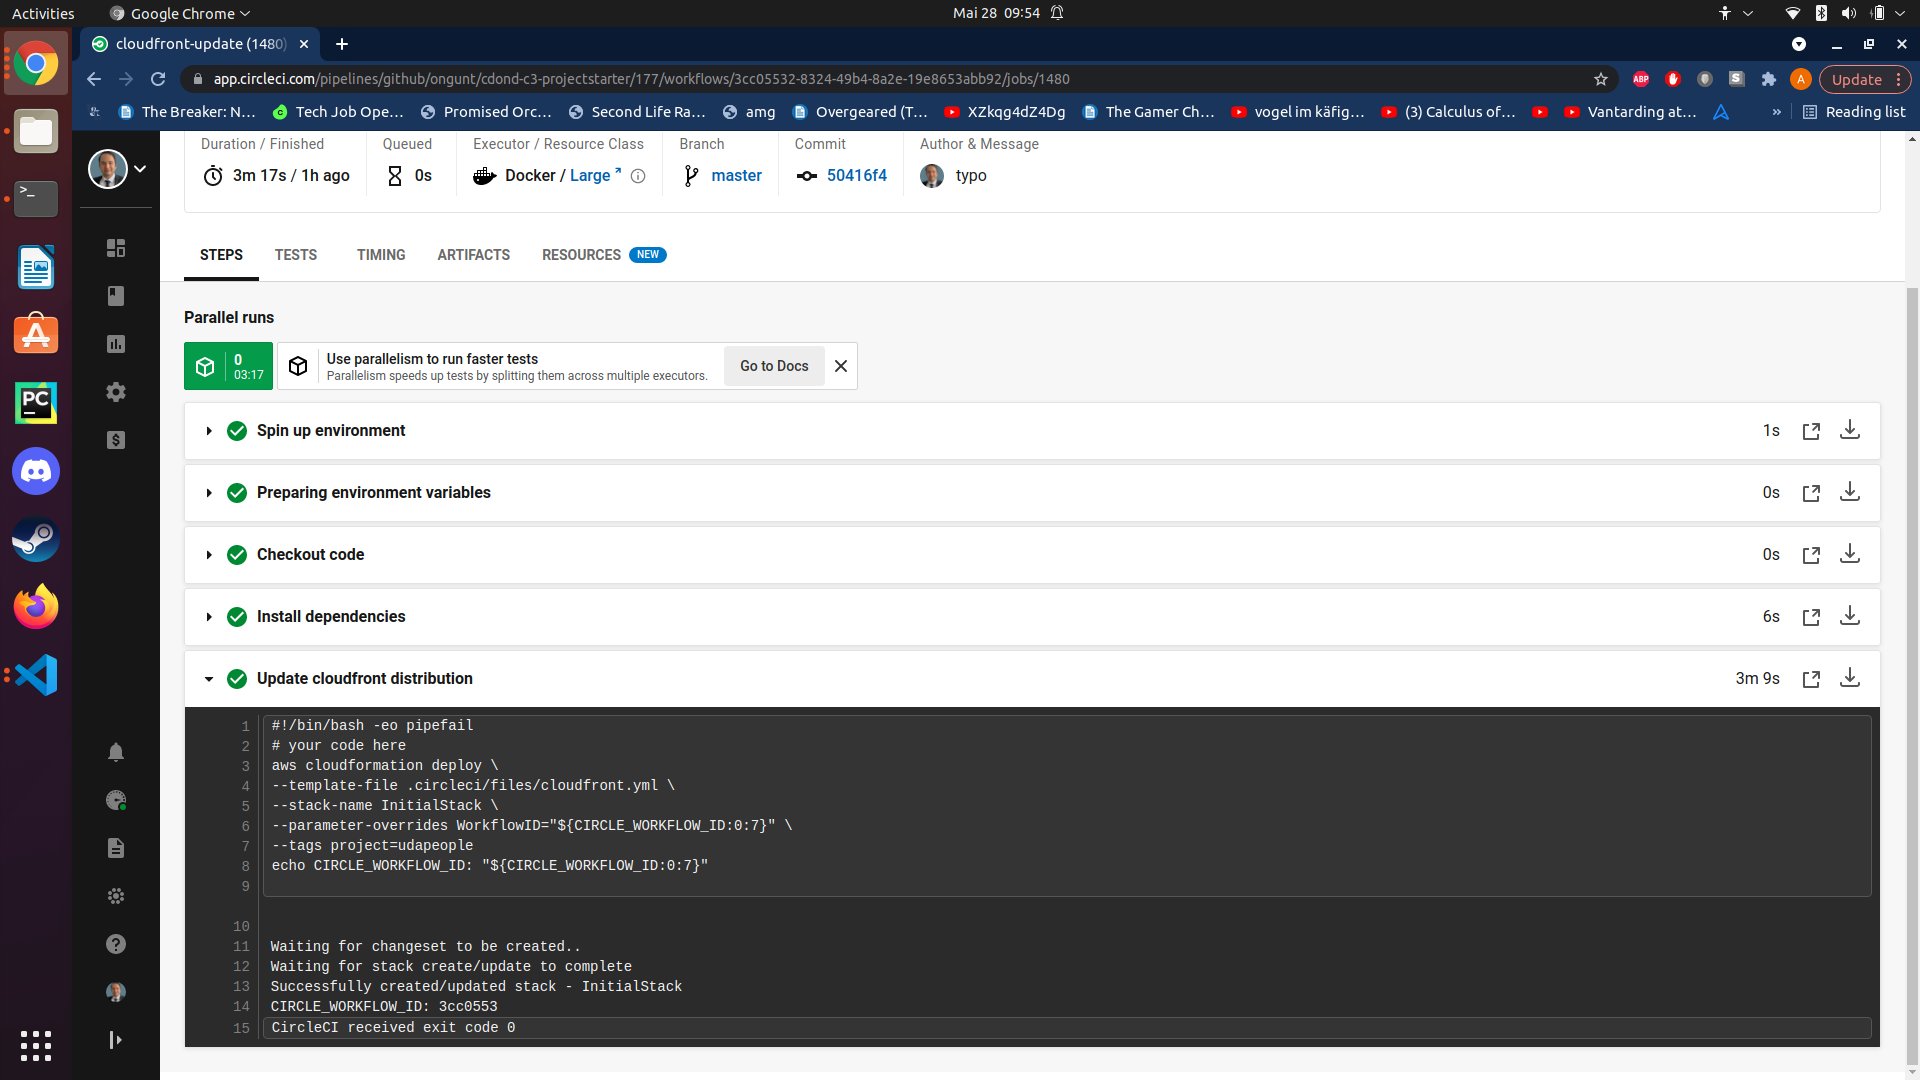 Activities
Google Chrome
Mai 28 09:54
cloudfront-update (1480)
app.circleci.com/pipelines/github/ongunt/cdond-c3-projectstarter/177/workflows/3cc05532-8324-49b4-8a2e-19e8653abb92/jobs/1480
ABP
S
A
Update
The Breaker: N…
Tech Job Ope…
Promised Orc…
Second Life Ra…
amg
Overgeared (T…
XZkqg4dZ4Dg
The Gamer Ch…
vogel im käfig…
(3) Calculus of…
Vantarding at…
»
Reading list
Duration / Finished
3m 17s / 1h ago
Queued
0s
Executor / Resource Class
Docker / Large
Branch
master
Commit
50416f4
Author & Message
typo
STEPS
TESTS
TIMING
ARTIFACTS
RESOURCES
NEW
Parallel runs
0
03:17
Use parallelism to run faster tests
Parallelism speeds up tests by splitting them across multiple executors.
Go to Docs
Spin up environment
1s
Preparing environment variables
0s
Checkout code
0s
Install dependencies
6s
Update cloudfront distribution
3m 9s
1 #!/bin/bash -eo pipefail
2 # your code here
3 aws cloudformation deploy \
4 --template-file .circleci/files/cloudfront.yml \
5 --stack-name InitialStack \
6 --parameter-overrides WorkflowID="${CIRCLE_WORKFLOW_ID:0:7}" \
7 --tags project=udapeople
8 echo CIRCLE_WORKFLOW_ID: "${CIRCLE_WORKFLOW_ID:0:7}"
9
10
11 Waiting for changeset to be created..
12 Waiting for stack create/update to complete
13 Successfully created/updated stack - InitialStack
14 CIRCLE_WORKFLOW_ID: 3cc0553
15 CircleCI received exit code 0
>_
PC